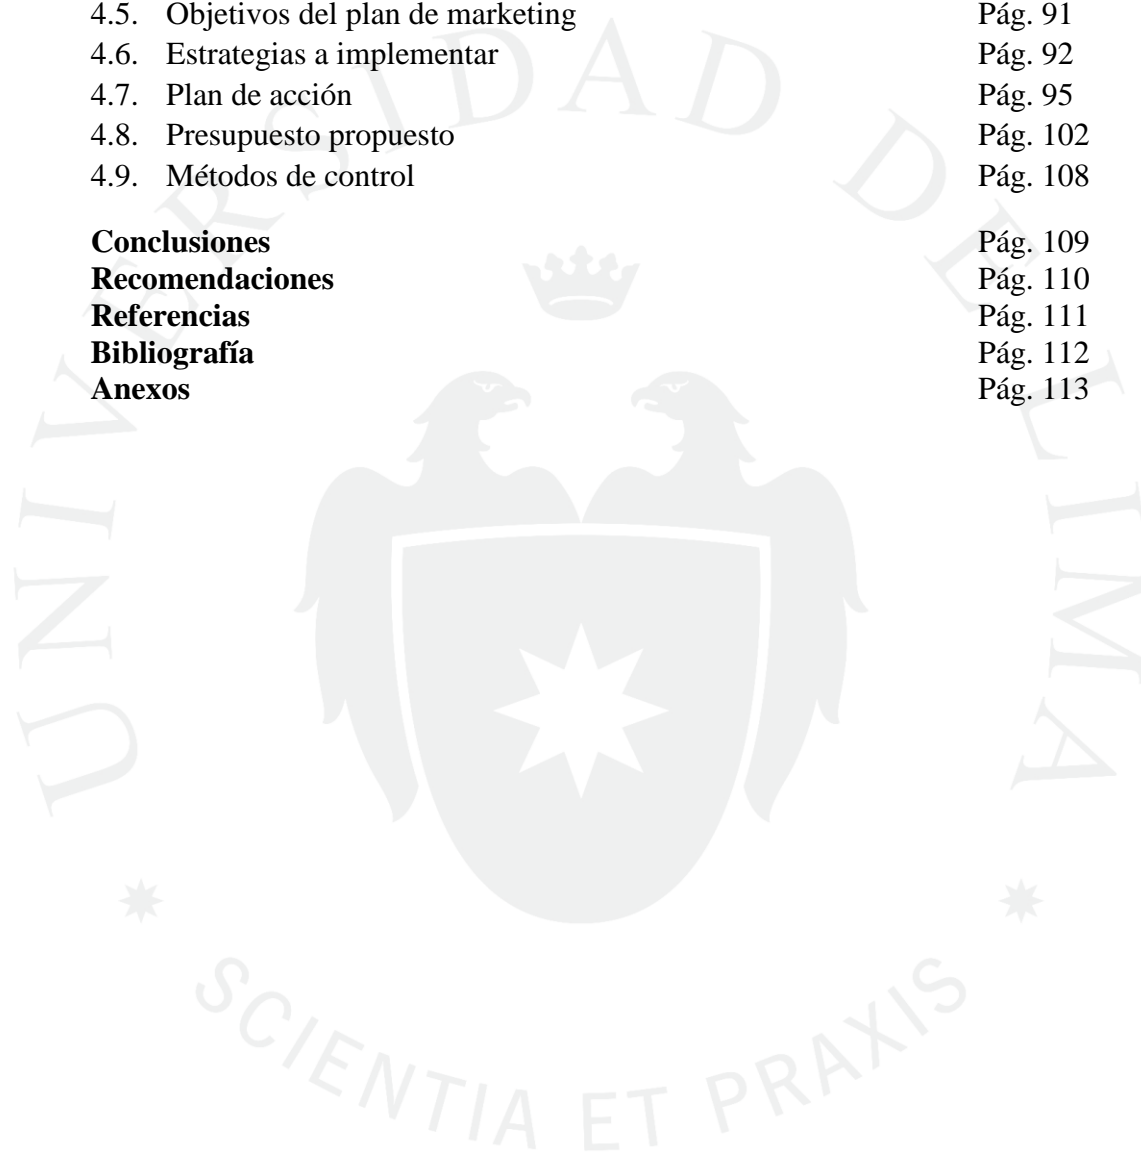 4.5. Objetivos del plan de marketing Pág. 91
4.6. Estrategias a implementar Pág. 92
4.7. Plan de acción Pág. 95
4.8. Presupuesto propuesto Pág. 102
4.9. Métodos de control Pág. 108
Conclusiones Pág. 109
Recomendaciones Pág. 110
Referencias Pág. 111
Bibliografía Pág. 112
Anexos Pág. 113
UNIVERSIDAD DE LIMA
SCIENTIA ET PRAXIS